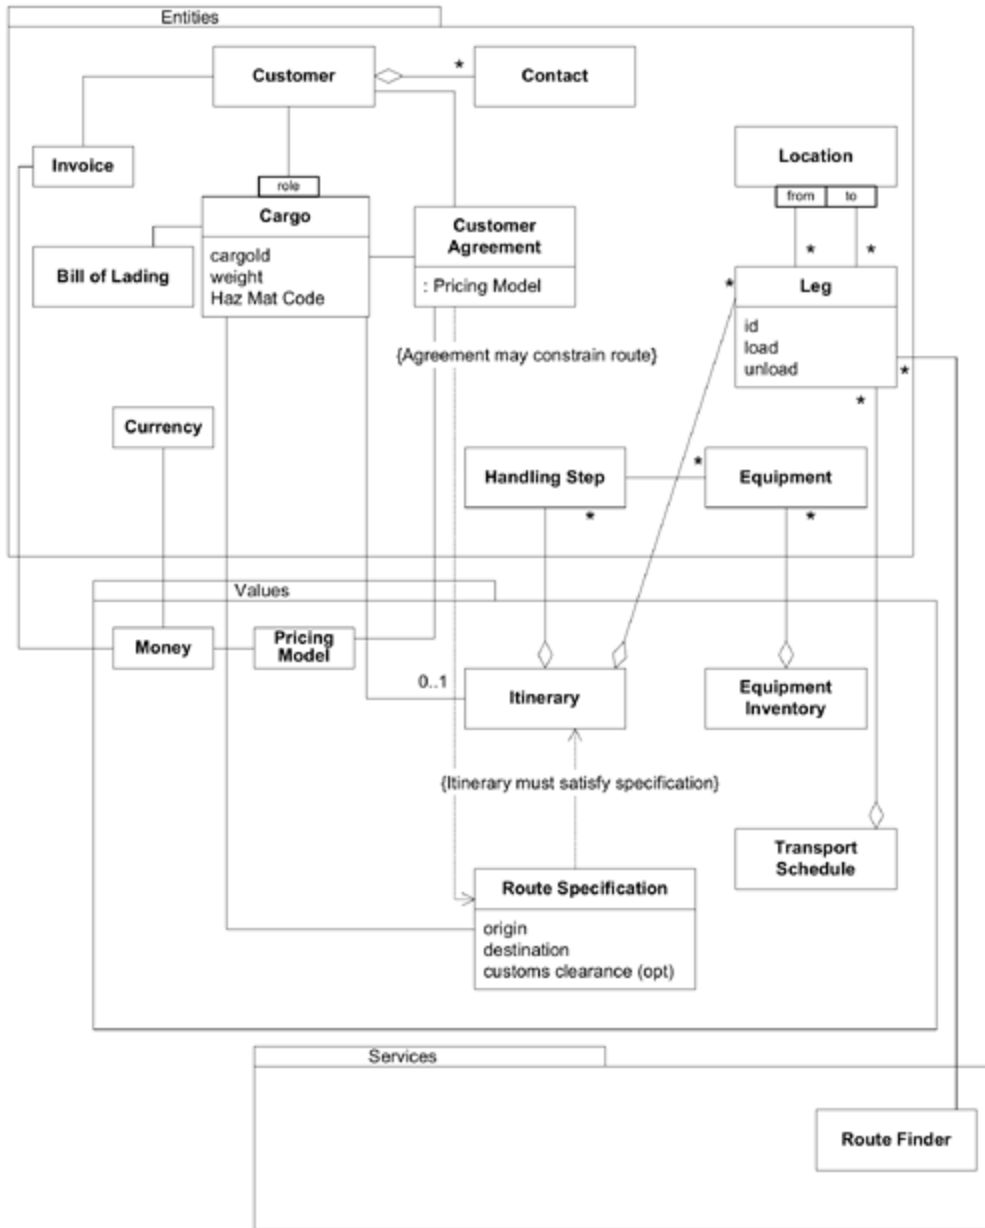 Entities
Customer
*
Contact
Invoice
Location
role
from
to
Cargo
Customer
Agreement
Bill of Lading
cargoId
weight
Haz Mat Code
: Pricing Model
*
*
*
Leg
id
load
unload
{Agreement may constrain route}
*
*
Currency
Handling Step
*
Equipment
*
*
Values
Money
Pricing
Model
0..1
Itinerary
Equipment
Inventory
{Itinerary must satisfy specification}
Transport
Schedule
Route Specification
origin
destination
customs clearance (opt)
Services
Route Finder